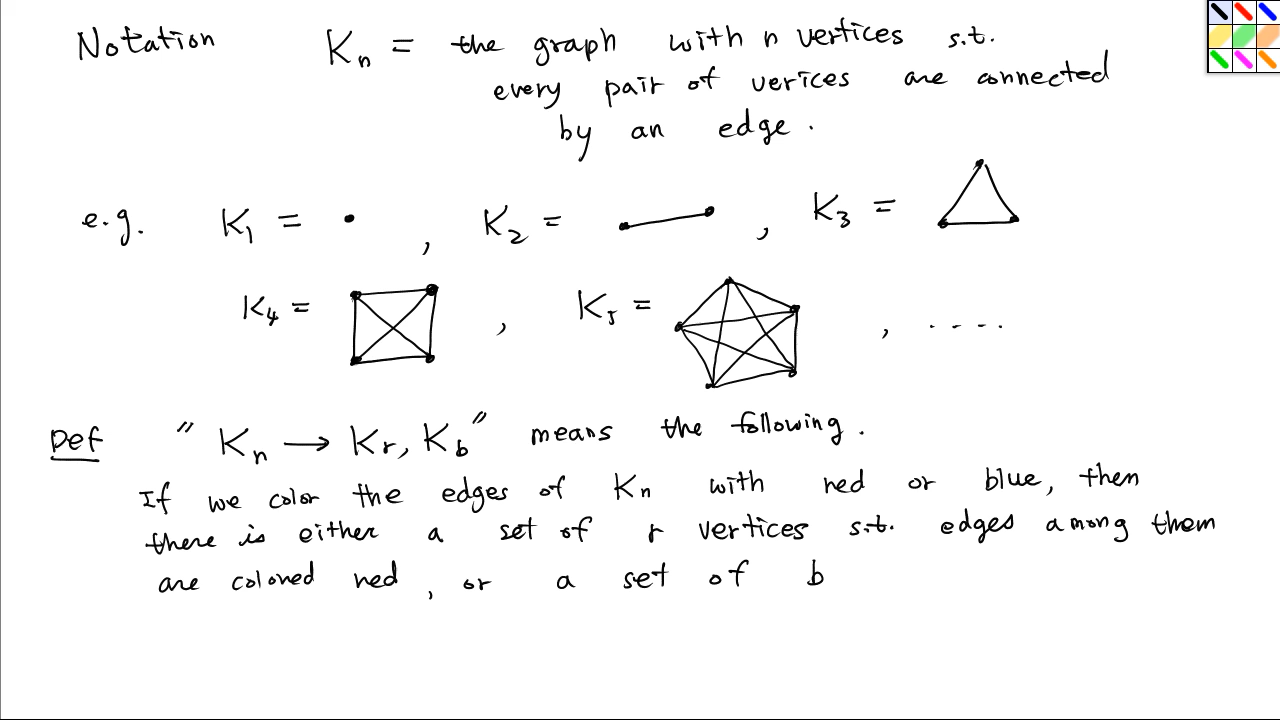 Notation Kn = the graph with n vertices s.t.
every pair of verices are connected
by an edge.
e.g. K1 = , K2 = , K3 =
K4 = , K5 = , .....
Def "Kn → Kr, Kb" means the following.
If we color the edges of Kn with red or blue, then
there is either a set of r vertices s.t. edges among them
are colored red, or a set of b